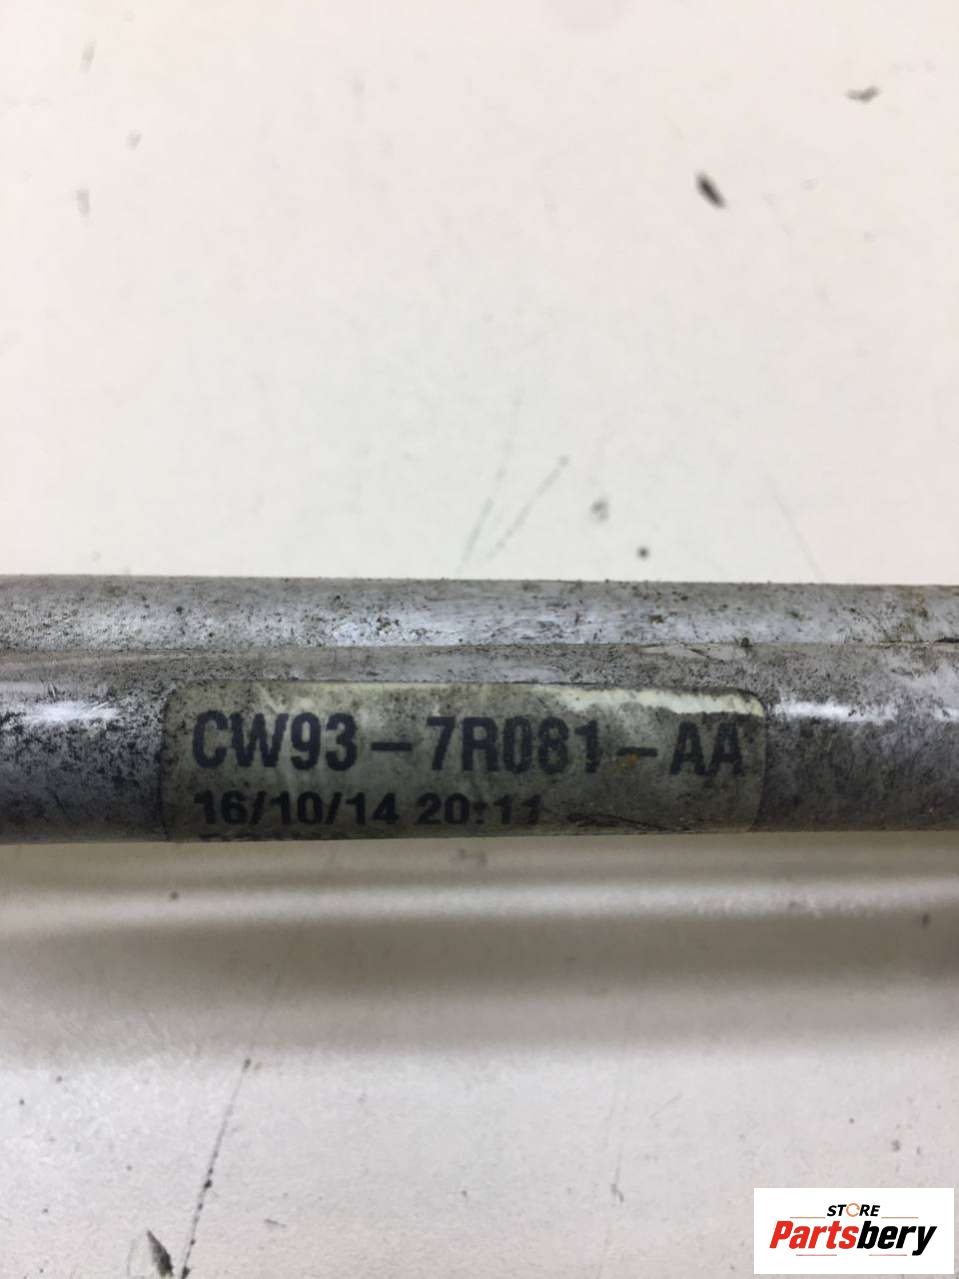 CW93-7R081-AA
16/10/14 20:11
STORE
Partsbery